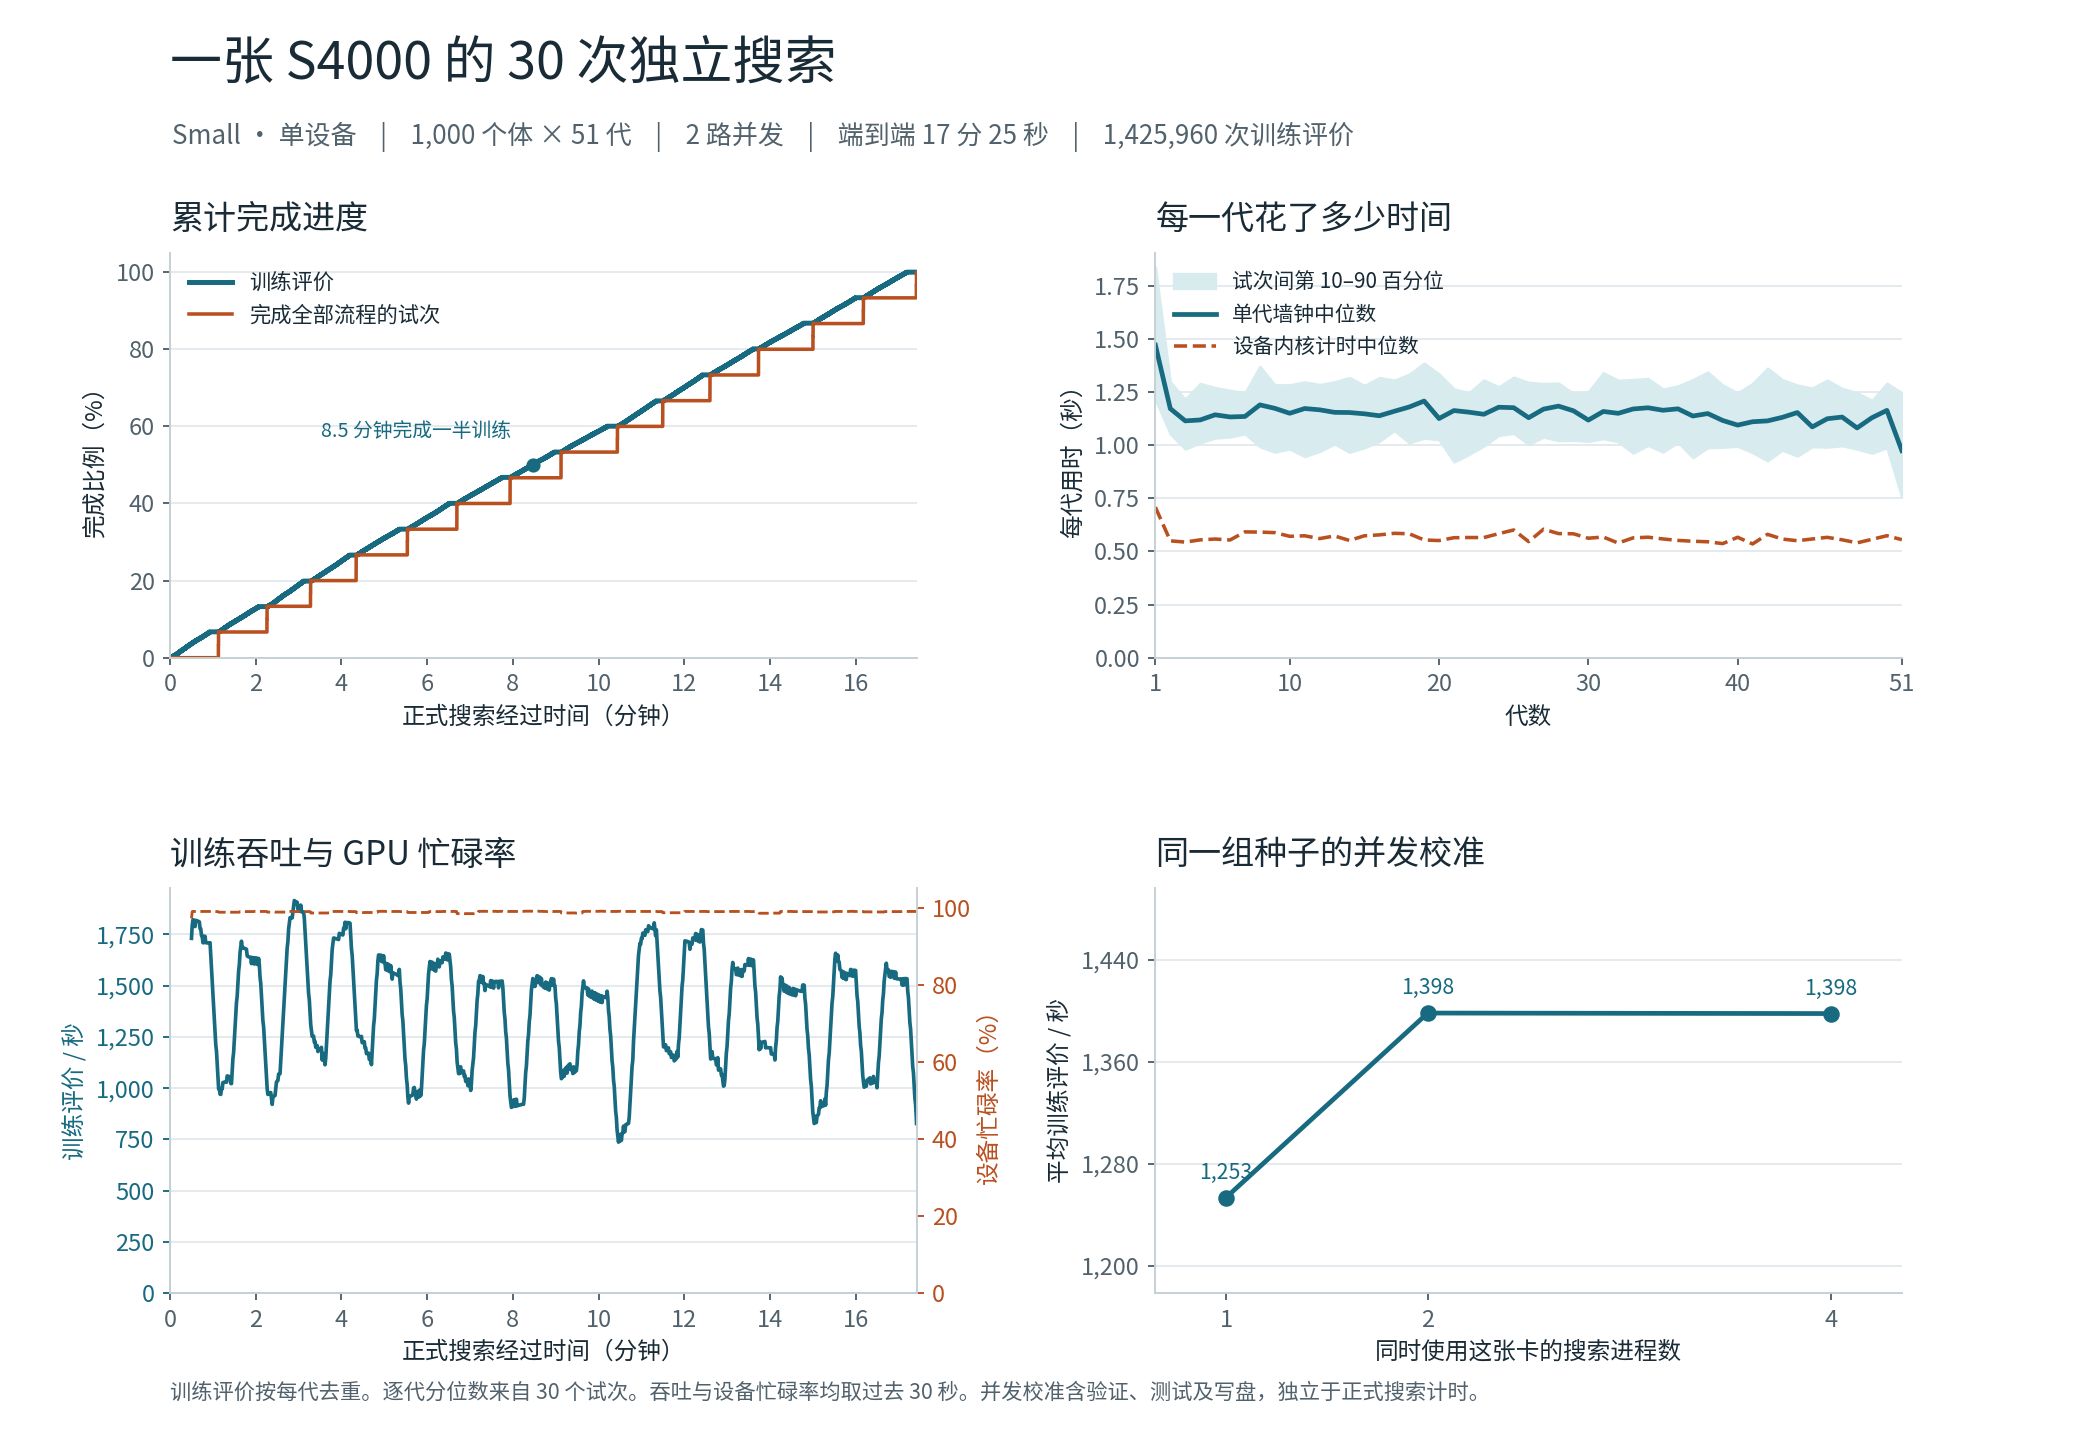 一张 S4000 的 30 次独立搜索
Small · 单设备 | 1,000 个体 × 51 代 | 2 路并发 | 端到端 17 分 25 秒 | 1,425,960 次训练评价
累计完成进度
训练评价
完成全部流程的试次
8.5 分钟完成一半训练
完成比例（%）
100
80
60
40
20
0
0 2 4 6 8 10 12 14 16
正式搜索经过时间（分钟）
每一代花了多少时间
试次间第 10–90 百分位
单代墙钟中位数
设备内核计时中位数
每代用时（秒）
1.75
1.50
1.25
1.00
0.75
0.50
0.25
0.00
1 10 20 30 40 51
代数
训练吞吐与 GPU 忙碌率
训练评价 / 秒
1,750
1,500
1,250
1,000
750
500
250
0
100
80
60
40
20
0
设备忙碌率（%）
0 2 4 6 8 10 12 14 16
正式搜索经过时间（分钟）
同一组种子的并发校准
平均训练评价 / 秒
1,440
1,360
1,280
1,200
1,253
1,398
1,398
1 2 4
同时使用这张卡的搜索进程数
训练评价按每代去重。逐代分位数来自 30 个试次。吞吐与设备忙碌率均取过去 30 秒。并发校准含验证、测试及写盘，独立于正式搜索计时。